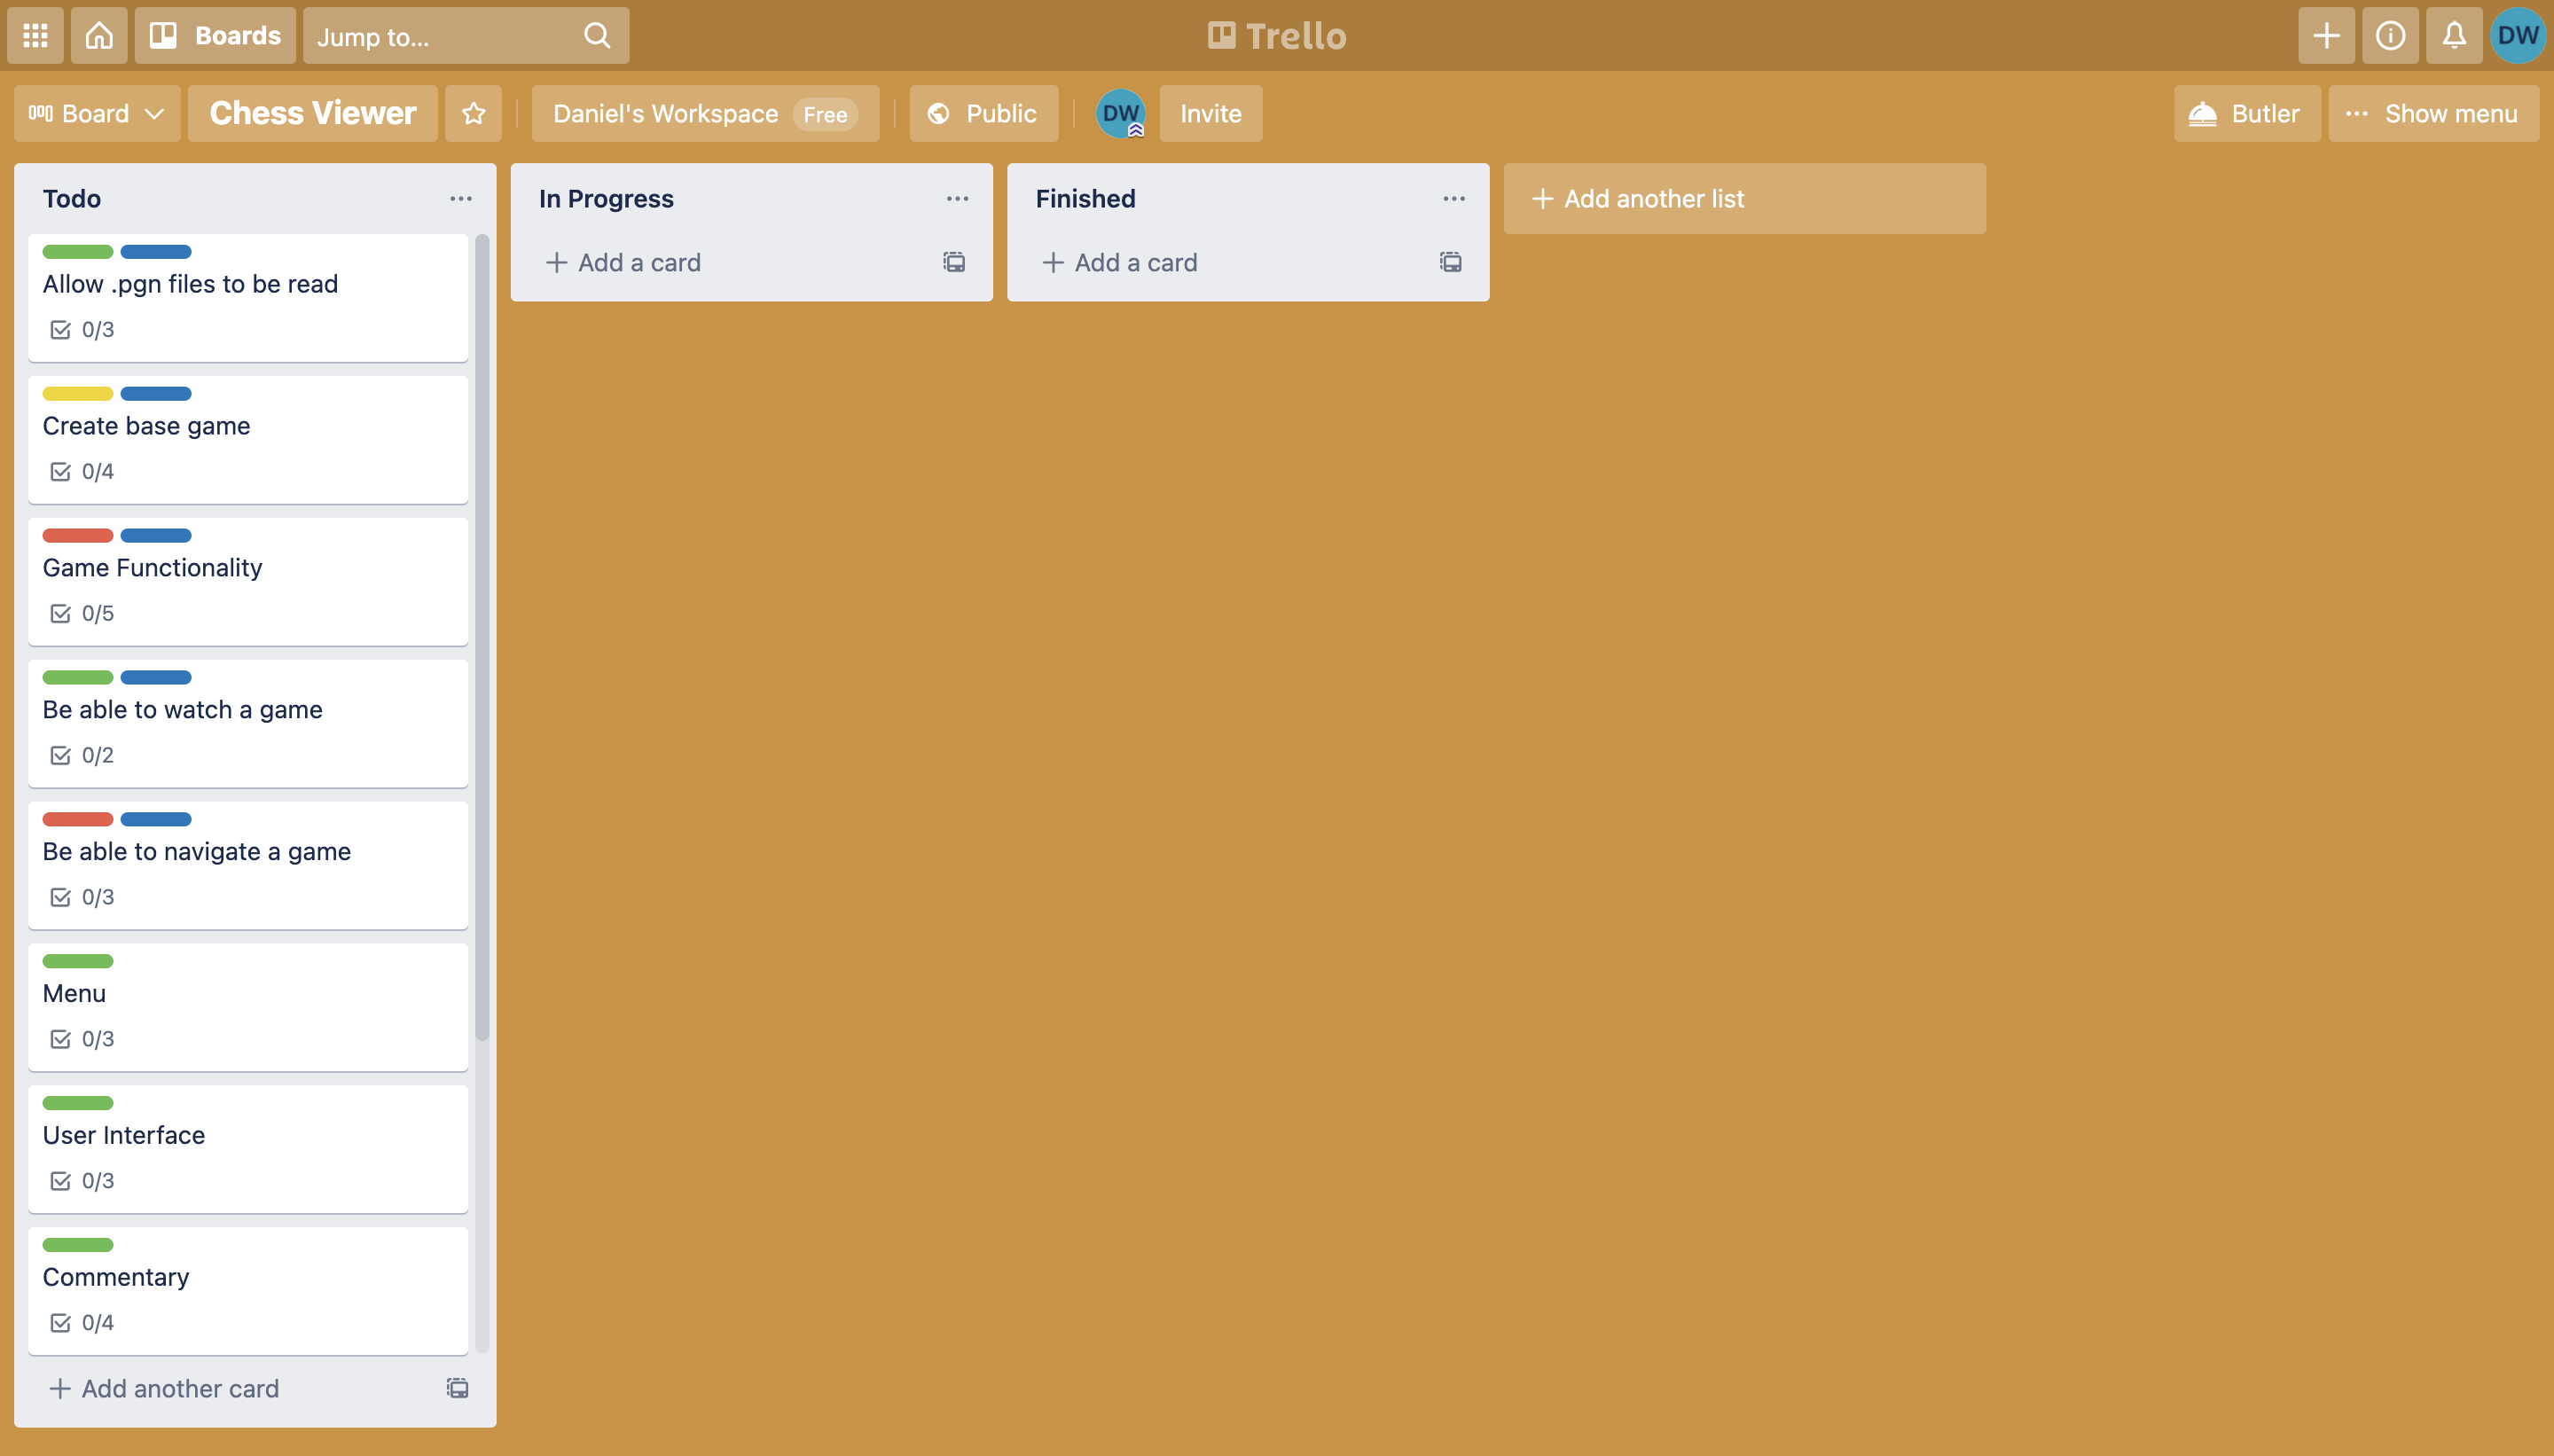 Boards
Jump to...
Trello
DW
Board
Chess Viewer
Daniel's Workspace Free
Public
DW
Invite
Butler
Show menu
Todo
Allow .pgn files to be read
0/3
Create base game
0/4
Game Functionality
0/5
Be able to watch a game
0/2
Be able to navigate a game
0/3
Menu
0/3
User Interface
0/3
Commentary
0/4
Add another card
In Progress
Add a card
Finished
Add a card
Add another list